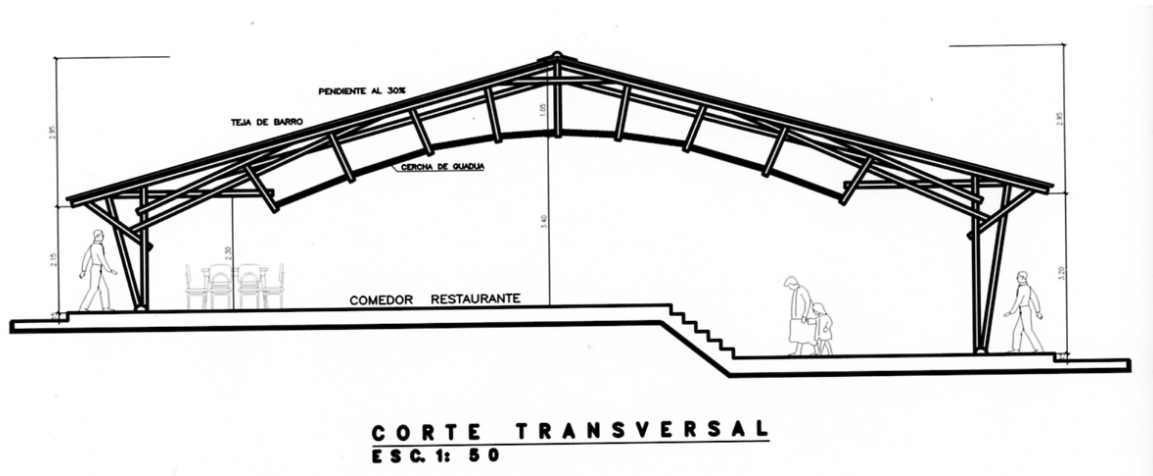 PENDIENTE AL 30%
TEJA DE BARRO
CERCHA DE GUADUA
1.05
2.95
2.95
3.40
2.30
2.15
3.20
COMEDOR RESTAURANTE
CORTE TRANSVERSAL
ESC. 1: 50